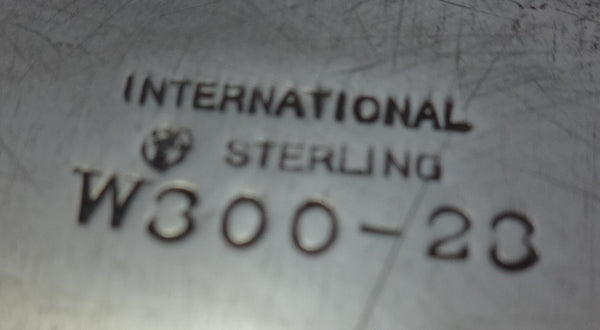 INTERNATIONAL
STERLING
W300-23